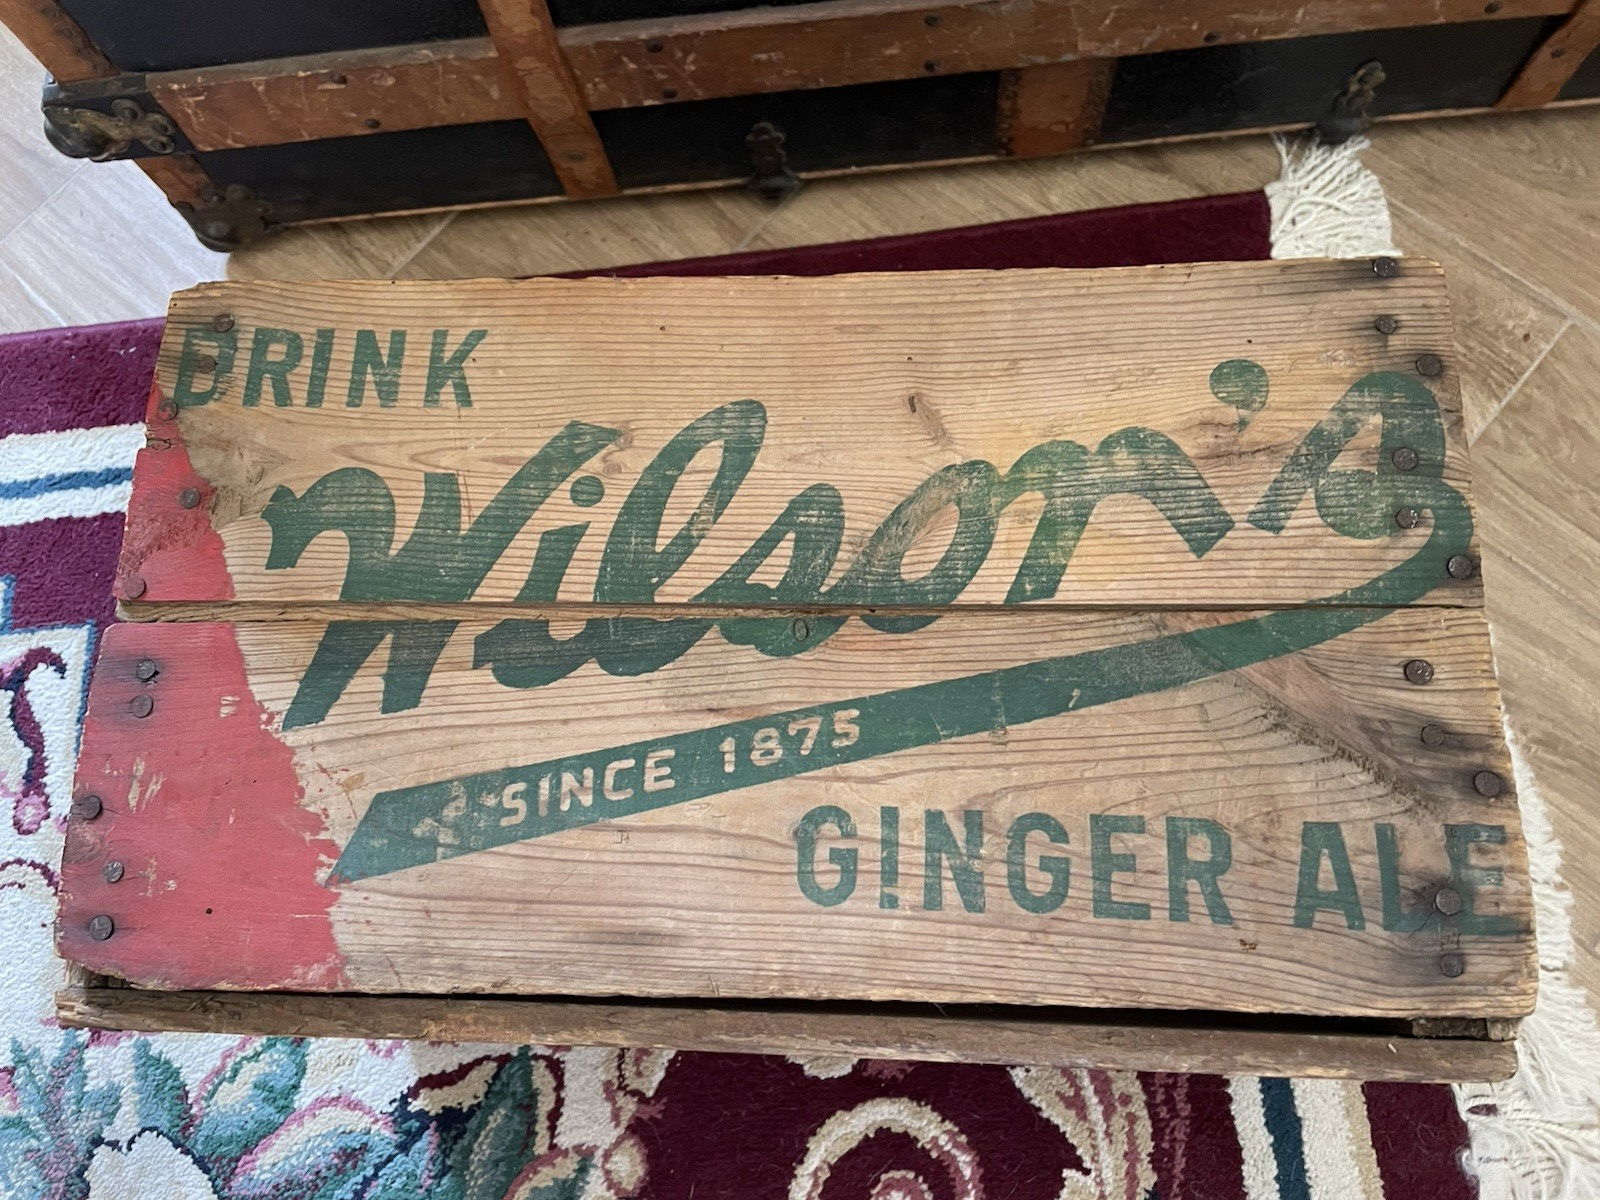 DRINK
Wilson's
SINCE 1875
GINGER ALE